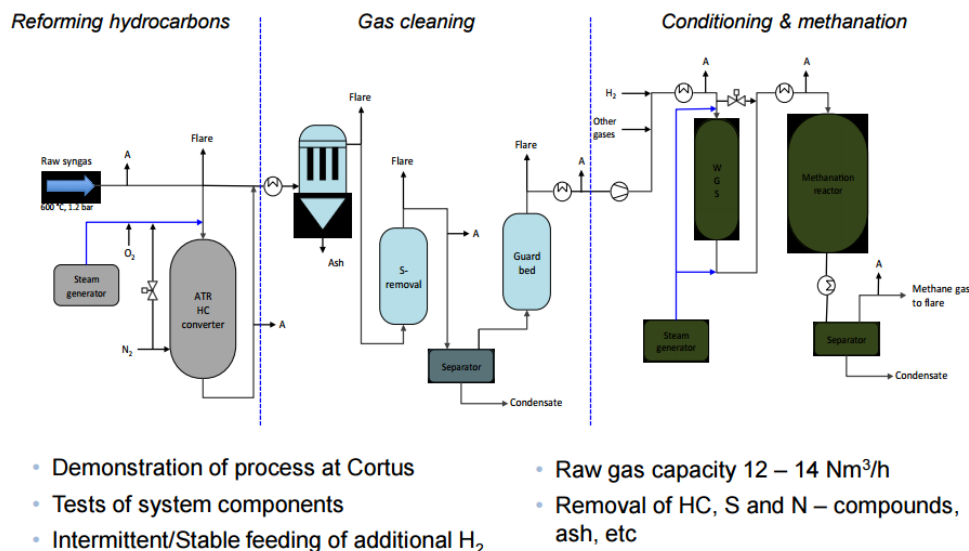 Reforming hydrocarbons
Gas cleaning
Conditioning & methanation
Raw syngas
600 °C, 1.2 bar
A
Flare
O2
Steam
generator
N2
ATR
HC
converter
A
Flare
Ash
Flare
S-
removal
A
Separator
Condensate
Flare
Guard
bed
A
H2
Other
gases
A
W
G
S
Steam
generator
A
Methanation
reactor
A
Methane gas
to flare
Separator
Condensate
• Demonstration of process at Cortus
• Tests of system components
• Intermittent/Stable feeding of additional H2
• Raw gas capacity 12 – 14 Nm³/h
• Removal of HC, S and N – compounds,
ash, etc